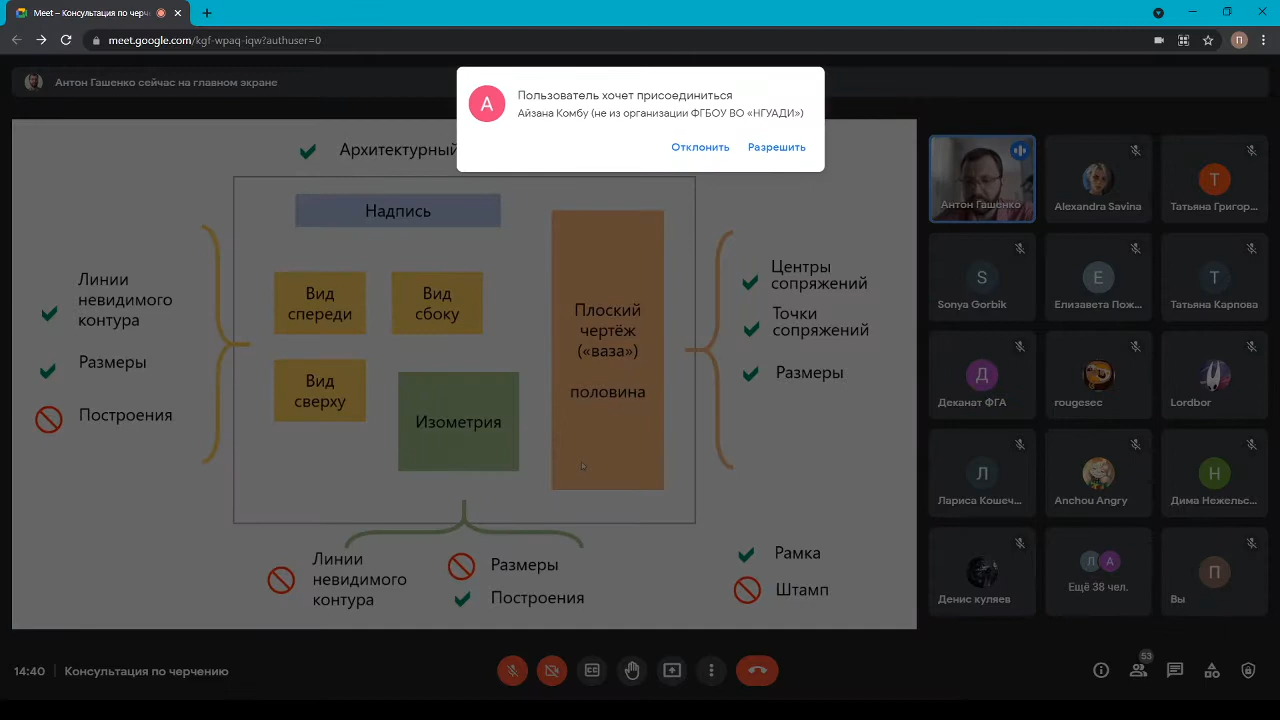 Meet – Консультация по черч
meet.google.com/kgf-wpaq-iqw?authuser=0
П
Антон Гашенко сейчас на главном экране
A
Пользователь хочет присоединиться
Айзана Комбу (не из организации ФГБОУ ВО «НГУАДИ»)
Отклонить Разрешить
Архитектурный
Надпись
Линии
невидимого
контура
Размеры
Построения
Вид
спереди
Вид
сбоку
Вид
сверху
Изометрия
Плоский
чертёж
(«ваза»)
половина
Центры
сопряжений
Точки
сопряжений
Размеры
Линии
невидимого
контура
Размеры
Построения
Рамка
Штамп
Антон Гашенко
Alexandra Savina
Т
Татьяна Григор...
S
Sonya Gorbik
Е
Елизавета Пож...
Т
Татьяна Карпова
Д
Деканат ФГА
rougesec
Lordbor
Л
Лариса Кошеч...
Anchou Angry
Н
Дима Нежельс...
Денис куляев
Л А
Ещё 38 чел.
П
Вы
14:40 | Консультация по черчению
CC
53